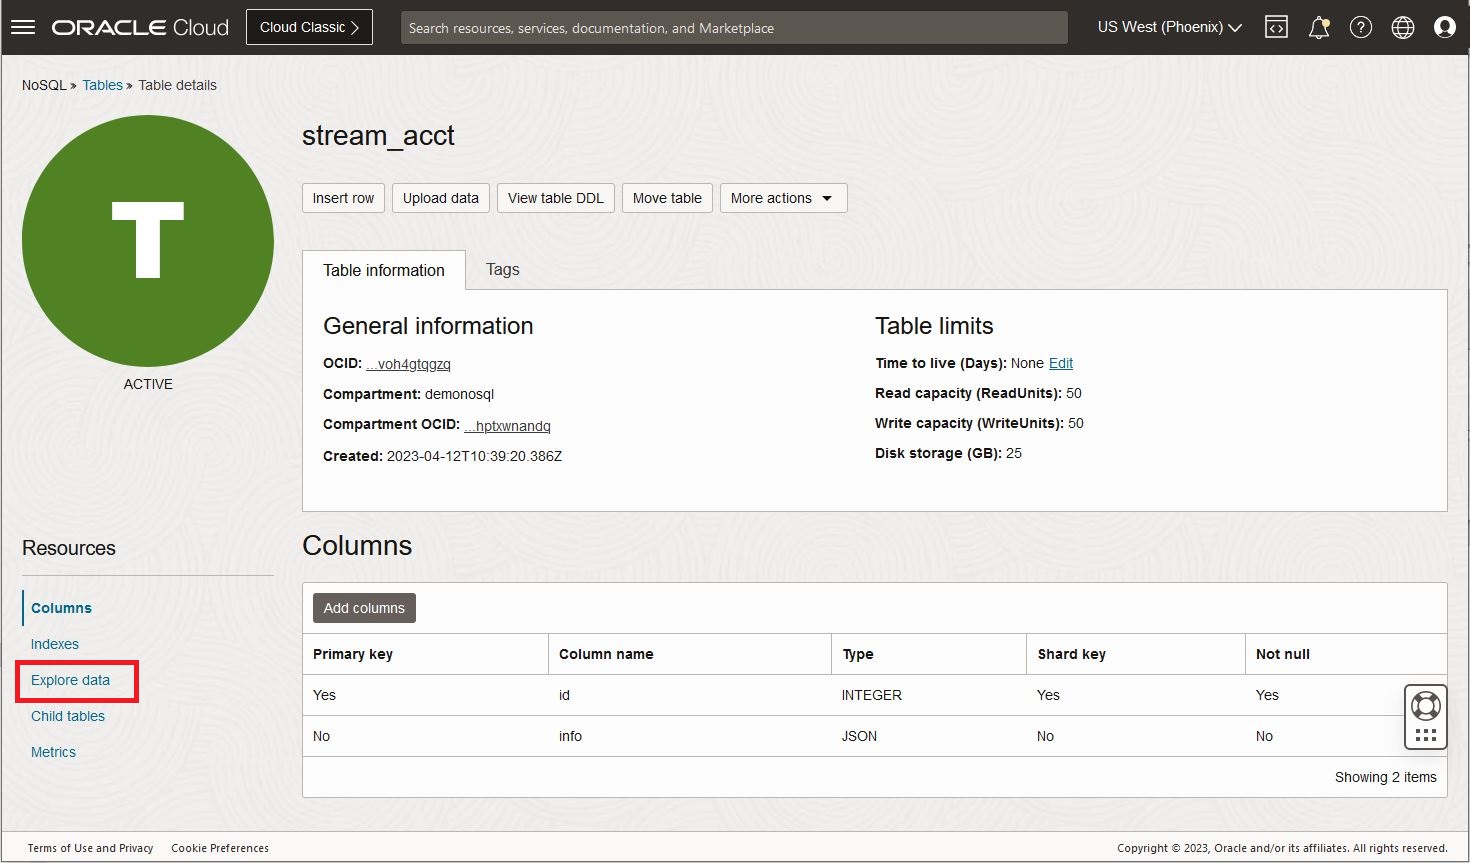 ORACLE Cloud
Cloud Classic
Search resources, services, documentation, and Marketplace
US West (Phoenix)
NoSQL » Tables » Table details
T
ACTIVE
stream_acct
Insert row
Upload data
View table DDL
Move table
More actions
Table information
Tags
General information
OCID: ...voh4gtqgzq
Compartment: demonosql
Compartment OCID: ...hptxwnandq
Created: 2023-04-12T10:39:20.386Z
Table limits
Time to live (Days): None Edit
Read capacity (ReadUnits): 50
Write capacity (WriteUnits): 50
Disk storage (GB): 25
Resources
Columns
Indexes
Explore data
Child tables
Metrics
Columns
Add columns
Primary key Column name Type Shard key Not null
Yes id INTEGER Yes Yes
No info JSON No No
Showing 2 items
Terms of Use and Privacy Cookie Preferences
Copyright © 2023, Oracle and/or its affiliates. All rights reserved.